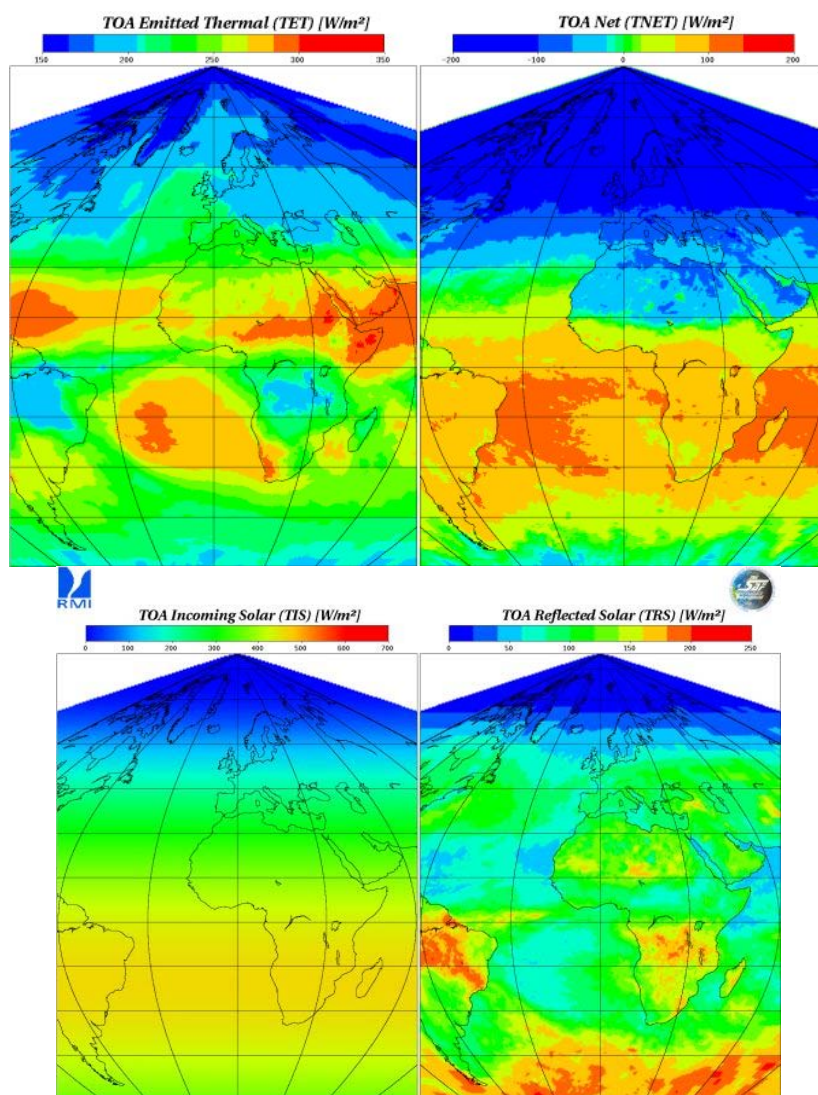 TOA Emitted Thermal (TET) [W/m²]
150 200 250 300 350
TOA Net (TNET) [W/m²]
-200 -100 0 100 200
RMI
TOA Incoming Solar (TIS) [W/m²]
0 100 200 300 400 500 600 700
TOA Reflected Solar (TRS) [W/m²]
0 50 100 150 200 250